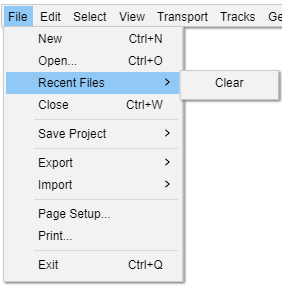 File Edit Select View Transport Tracks Ge
New Ctrl+N
Open... Ctrl+O
Recent Files > Clear
Close Ctrl+W
Save Project >
Export >
Import >
Page Setup...
Print...
Exit Ctrl+Q